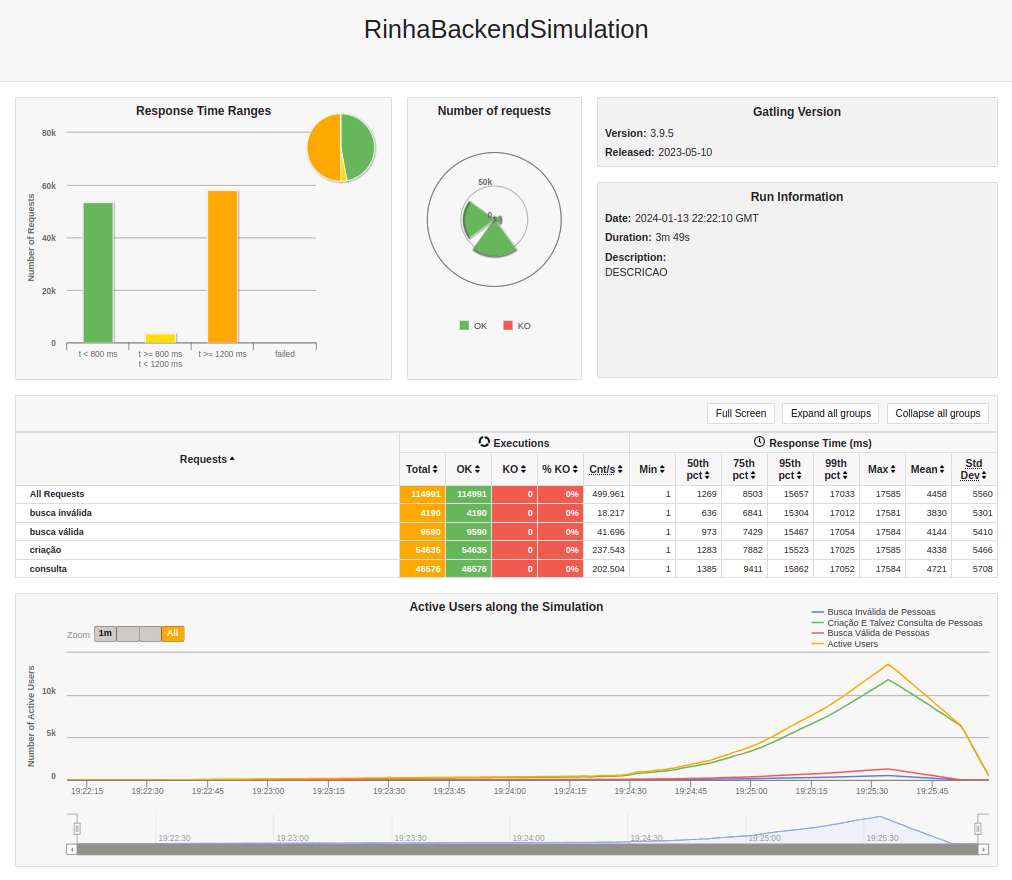 RinhaBackendSimulation
Response Time Ranges
80k
60k
40k
20k
0
Number of Requests
t < 800 ms
t >= 800 ms
t < 1200 ms
t >= 1200 ms
failed
Number of requests
50k
0
OK
KO
Gatling Version
Version: 3.9.5
Released: 2023-05-10
Run Information
Date: 2024-01-13 22:22:10 GMT
Duration: 3m 49s
Description:
DESCRICAO
Full Screen Expand all groups Collapse all groups
Requests Executions Response Time (ms)
Total OK KO % KO Cnt/s Min 50th pct 75th pct 95th pct 99th pct Max Mean Std Dev
All Requests 114991 114991 0 0% 499.961 1 1269 8503 15657 17033 17585 4458 5560
busca inválida 4190 4190 0 0% 18.217 1 636 6841 15304 17012 17581 3830 5301
busca válida 9590 9590 0 0% 41.696 1 973 7429 15467 17054 17584 4144 5410
criação 54635 54635 0 0% 237.543 1 1283 7882 15523 17025 17585 4338 5466
consulta 46576 46576 0 0% 202.504 1 1385 9411 15862 17052 17584 4721 5708
Active Users along the Simulation
Busca Inválida de Pessoas
Criação E Talvez Consulta de Pessoas
Busca Válida de Pessoas
Active Users
Zoom 1m All
Number of Active Users
10k
5k
0
19:22:15 19:22:30 19:22:45 19:23:00 19:23:15 19:23:30 19:23:45 19:24:00 19:24:15 19:24:30 19:24:45 19:25:00 19:25:15 19:25:30 19:25:45
19:22:30 19:23:00 19:23:30 19:24:00 19:24:30 19:25:00 19:25:30